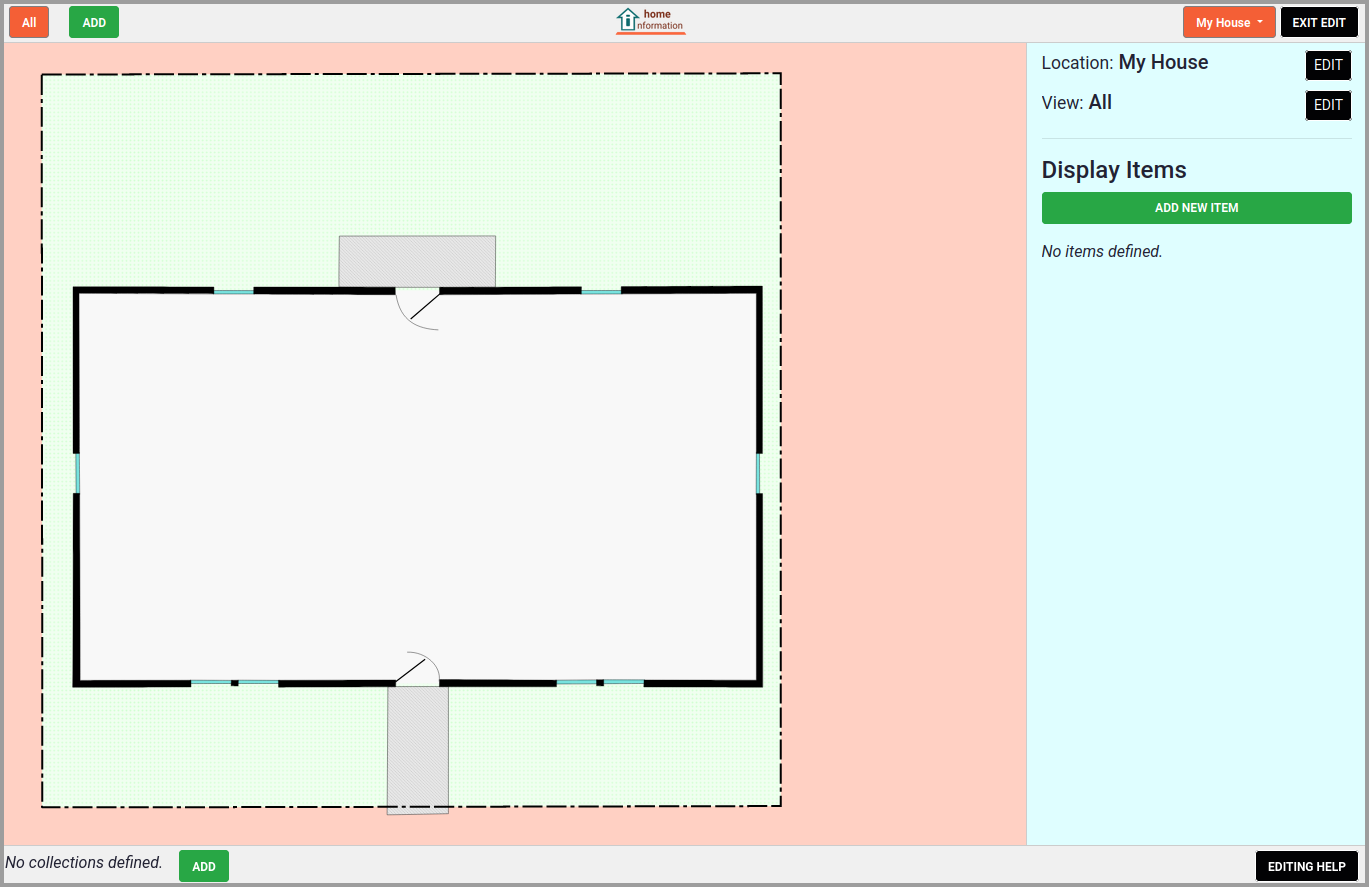 All
ADD
home
nformation
My House
EXIT EDIT
Location: My House
EDIT
View: All
EDIT
Display Items
ADD NEW ITEM
No items defined.
No collections defined.
ADD
EDITING HELP